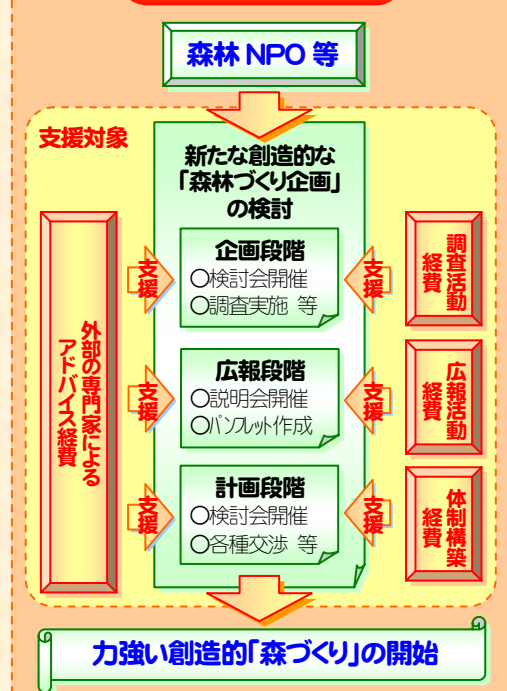 森林 NPO 等
支援対象
新たな創造的な
「森林づくり企画」
の検討
外部の専門家による
アドバイス経費
企画段階
○検討会開催
○調査実施 等
支援
支援
調査活動
経費
広報段階
○説明会開催
○パンフレット作成
支援
支援
広報活動
経費
計画段階
○検討会開催
○各種交渉 等
支援
支援
体制構築
経費
力強い創造的「森づくり」の開始